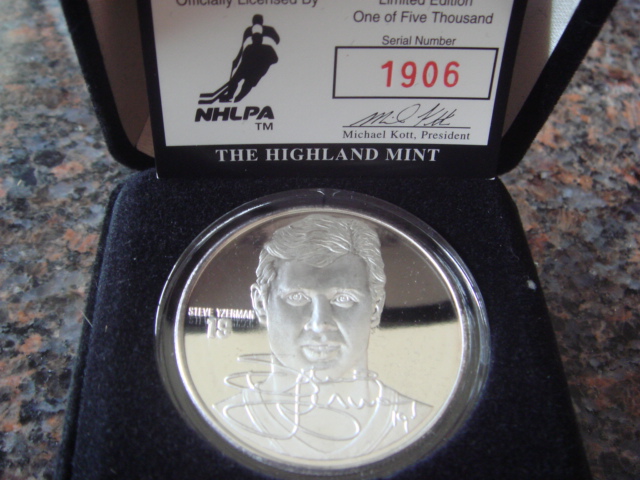 Officially Licensed by
Limited Edition
One of Five Thousand
Serial Number
1906
NHLPA
TM
Michael Kott, President
THE HIGHLAND MINT
STEVE YZERMAN
19